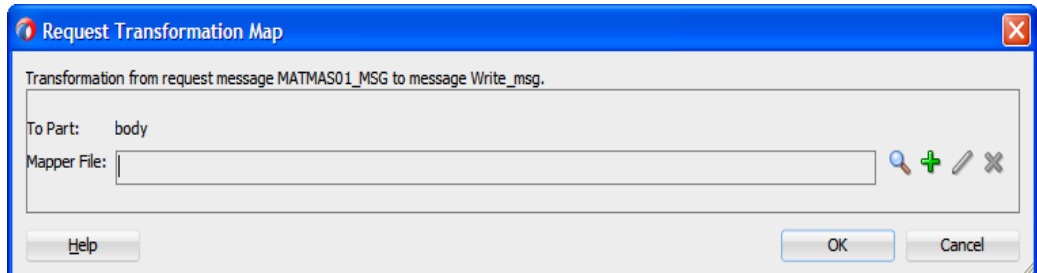 Request Transformation Map
Transformation from request message MATMAS01_MSG to message Write_msg.
To Part: body
Mapper File:
Help OK Cancel